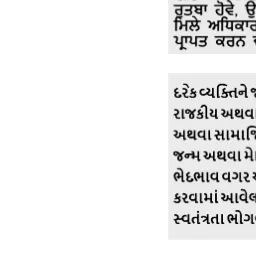 ਰੁਤਬਾ ਹੋਵੇ,
ਮਿਲੇ ਅਧਿਕਾਰ
ਪ੍ਰਾਪਤ ਕਰਨ
દરેક વ્યક્તિને
રાજકીય અથવા
અથવા સામાજિ
જન્મ અથવા
ભેદભાવ વગર
કરવામાં આવેલ
સ્વતંત્રતા ભોગ